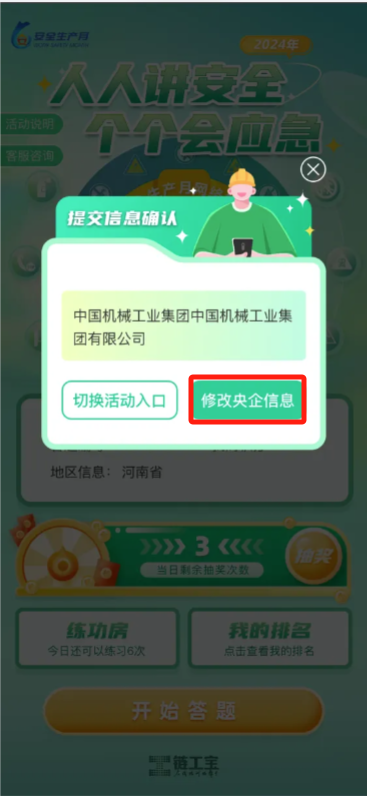 安全生产月
2024年
人人讲安全
个个会应急
活动说明
客服咨询
生产月网络
提交信息确认
中国机械工业集团中国机械工业集
团有限公司
切换活动入口
修改央企信息
地区信息： 河南省
3
当日剩余抽奖次数
抽奖
练功房
今日还可以练习6次
我的排名
点击查看我的排名
开始答题
链工宝